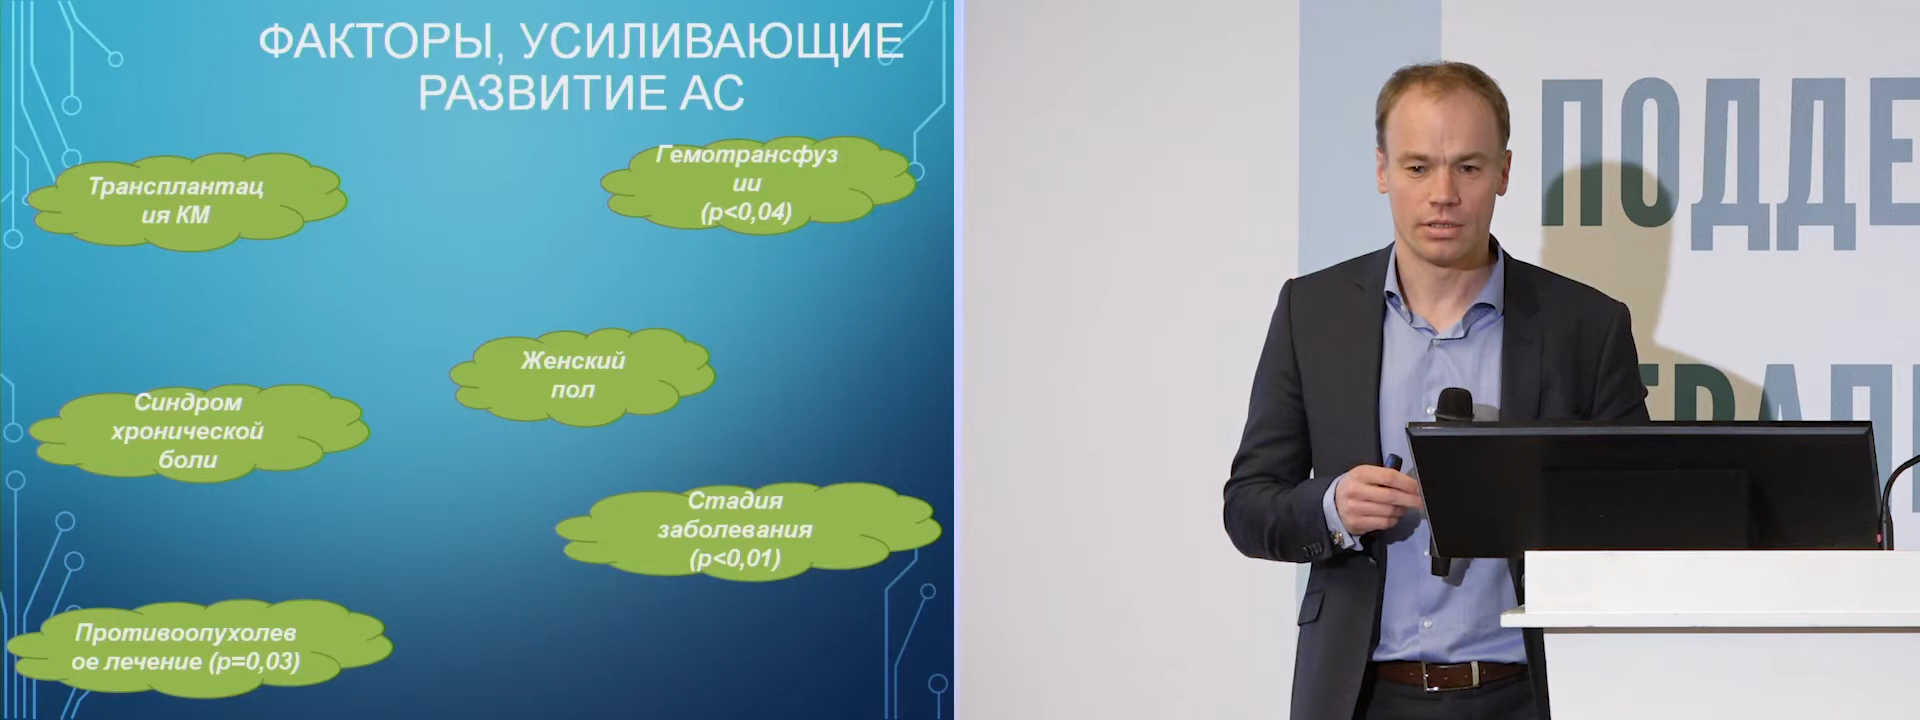 ФАКТОРЫ, УСИЛИВАЮЩИЕ
РАЗВИТИЕ АС
Трансплантац
ия КМ
Гемотрансфуз
ии
(p<0,04)
Женский
пол
Синдром
хронической
боли
Стадия
заболевания
(p<0,01)
Противоопухолев
ое лечение (p=0,03)
ПОДДЕ